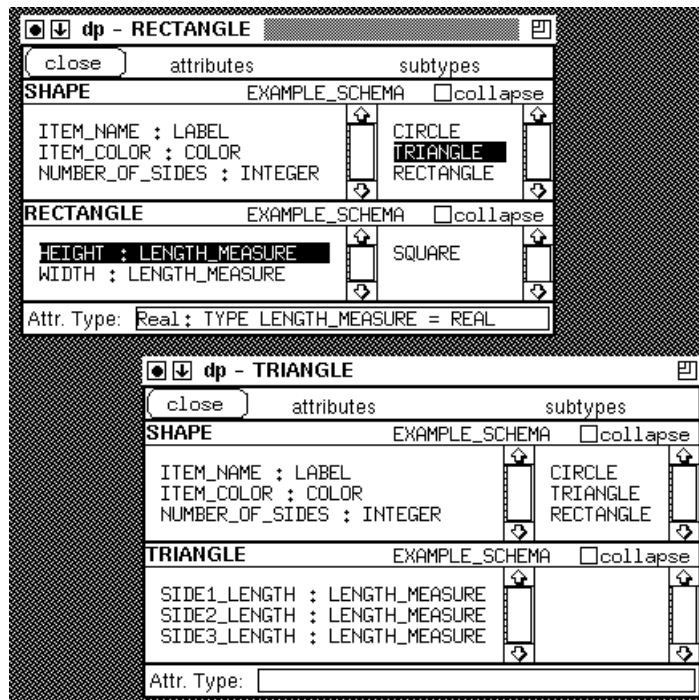 dp - RECTANGLE
close attributes subtypes
SHAPE EXAMPLE_SCHEMA collapse
ITEM_NAME : LABEL CIRCLE
ITEM_COLOR : COLOR TRIANGLE
NUMBER_OF_SIDES : INTEGER RECTANGLE
RECTANGLE EXAMPLE_SCHEMA collapse
HEIGHT : LENGTH_MEASURE SQUARE
WIDTH : LENGTH_MEASURE
Attr. Type: Real: TYPE LENGTH_MEASURE = REAL
dp - TRIANGLE
close attributes subtypes
SHAPE EXAMPLE_SCHEMA collapse
ITEM_NAME : LABEL CIRCLE
ITEM_COLOR : COLOR TRIANGLE
NUMBER_OF_SIDES : INTEGER RECTANGLE
TRIANGLE EXAMPLE_SCHEMA collapse
SIDE1_LENGTH : LENGTH_MEASURE
SIDE2_LENGTH : LENGTH_MEASURE
SIDE3_LENGTH : LENGTH_MEASURE
Attr. Type: